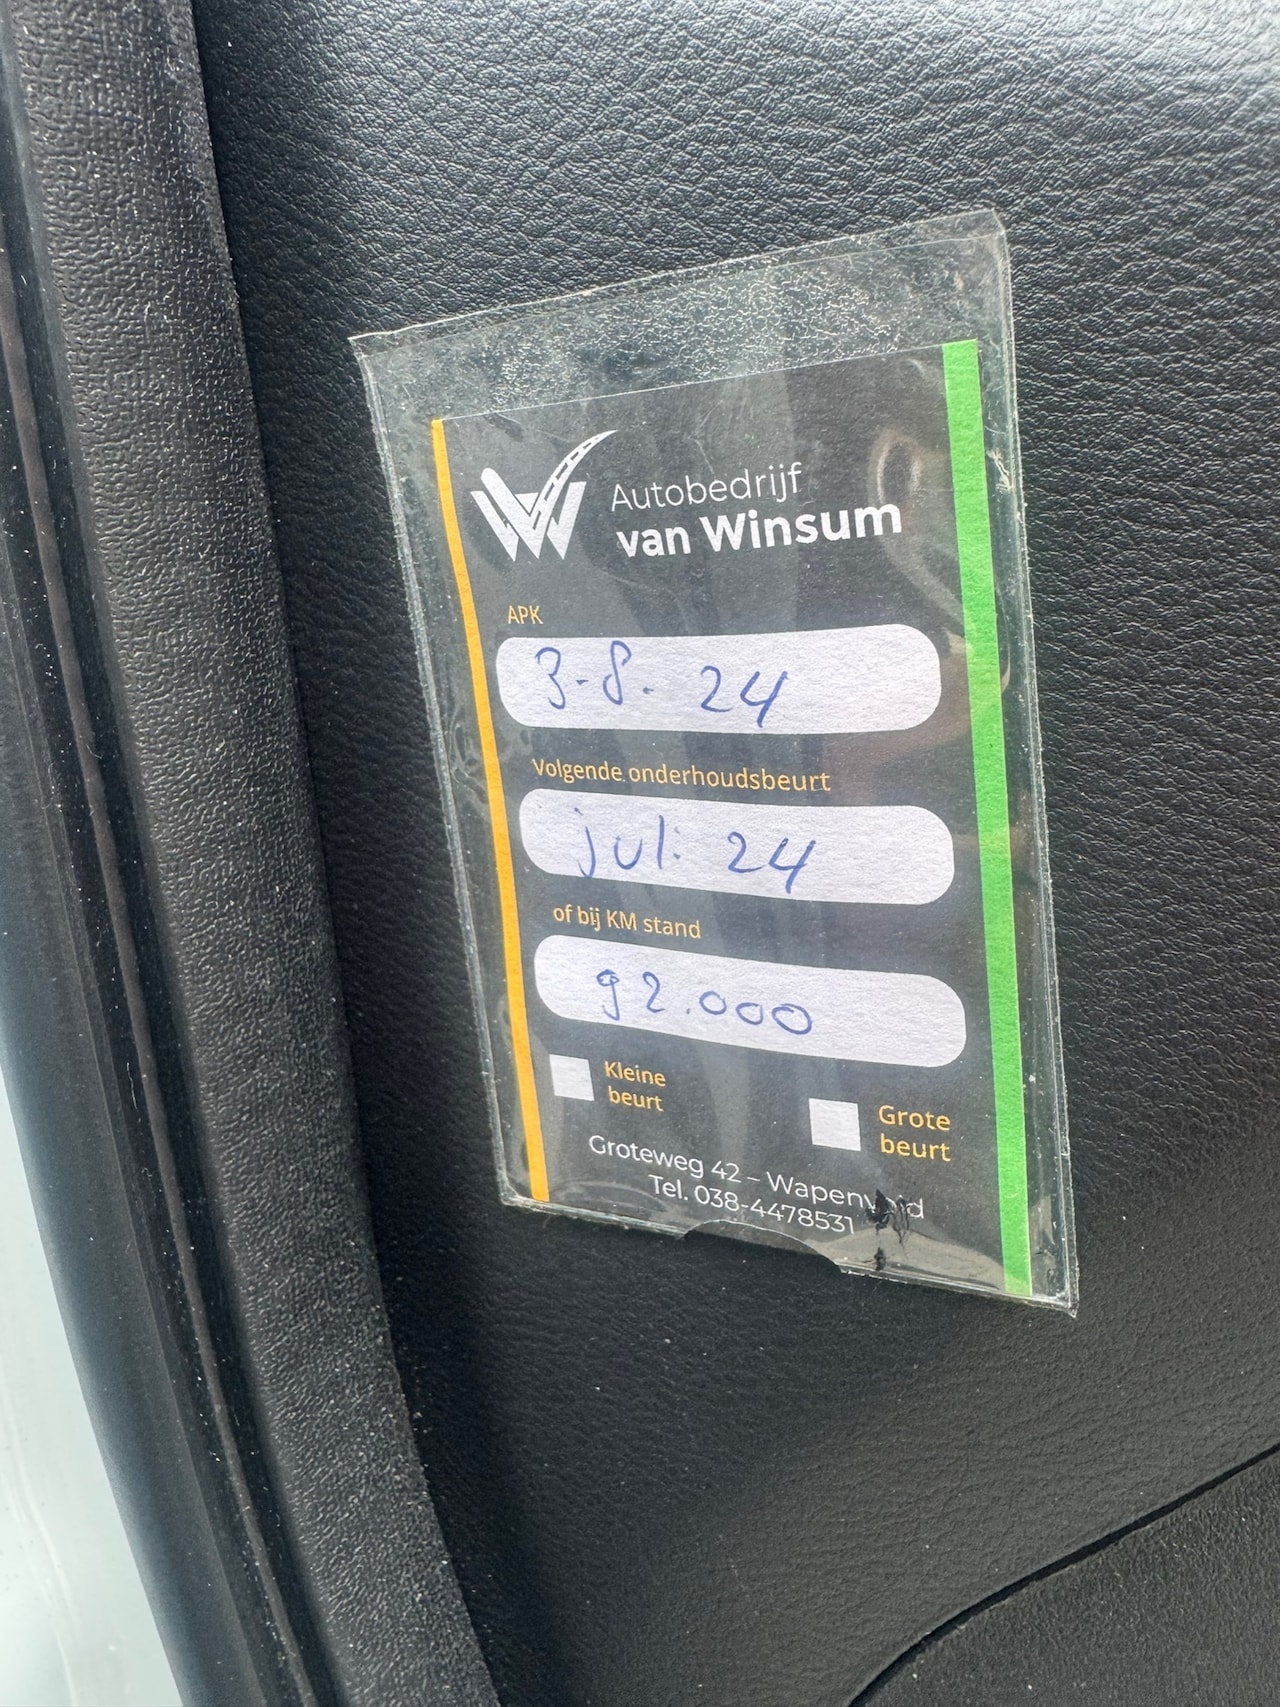 Autobedrijf
van Winsum
APK
3-8-24
Volgende onderhoudsbeurt
juli 24
of bij KM stand
92.000
Kleine
beurt
Grote
beurt
Groteweg 42 – Wapenveld
Tel. 038-4478531